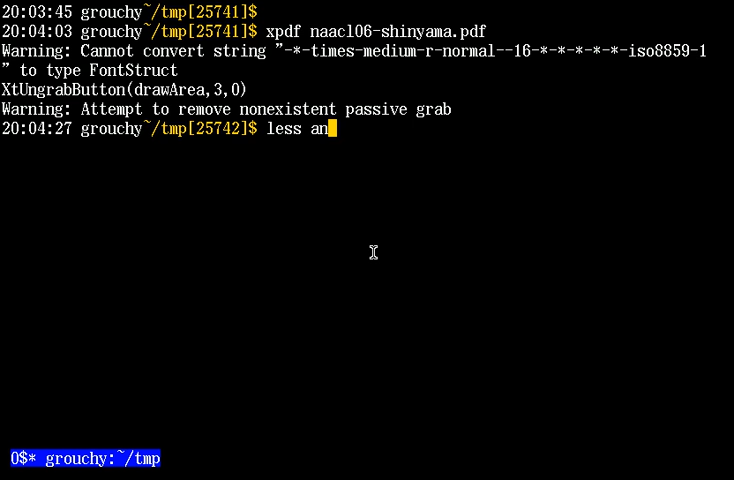 20:03:45 grouchy~/tmp[25741]$
20:04:03 grouchy~/tmp[25741]$ xpdf naacl06-shinyama.pdf
Warning: Cannot convert string "-*-times-medium-r-normal--16-*-*-*-*-*-iso8859-1
" to type FontStruct
XtUngrabButton(drawArea,3,0)
Warning: Attempt to remove nonexistent passive grab
20:04:27 grouchy~/tmp[25742]$ less an
0$* grouchy:~/tmp